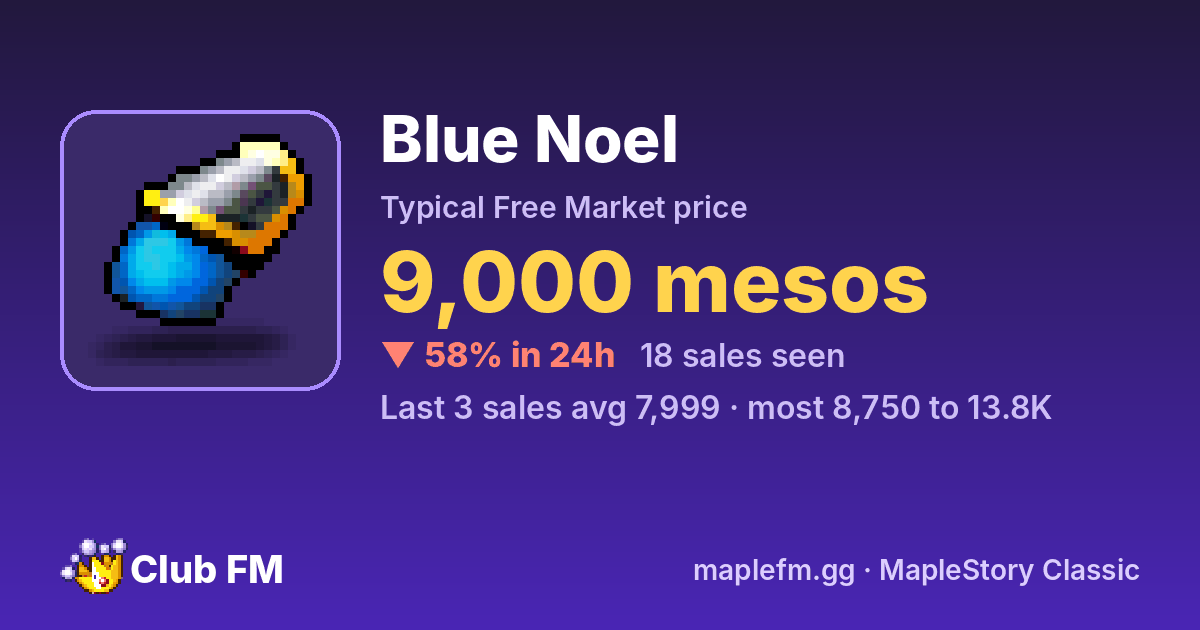 Blue Noel
Typical Free Market price
9,000 mesos
▼ 58% in 24h 18 sales seen
Last 3 sales avg 7,999 · most 8,750 to 13.8K
Club FM
maplefm.gg · MapleStory Classic